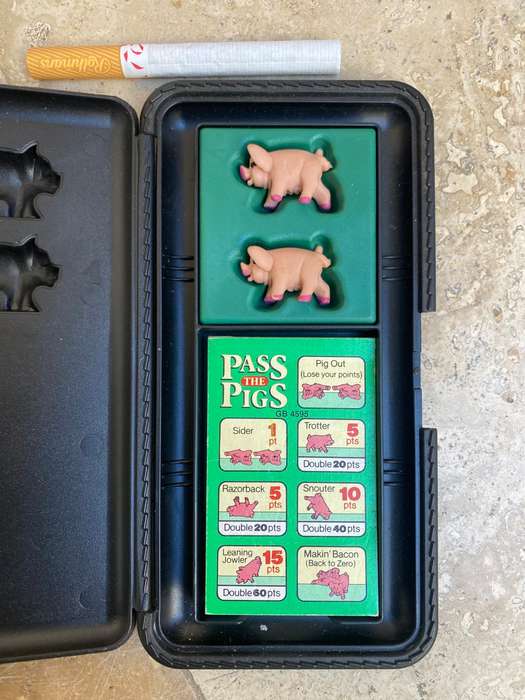 Rothmans
PASS
THE
PIGS
GB 4595
Pig Out
(Lose your points)
Sider 1
pt
Trotter 5
pts
Double 20 pts
Razorback 5
pts
Double 20 pts
Snouter 10
pts
Double 40 pts
Leaning
Jowler 15
pts
Double 60 pts
Makin' Bacon
(Back to Zero)